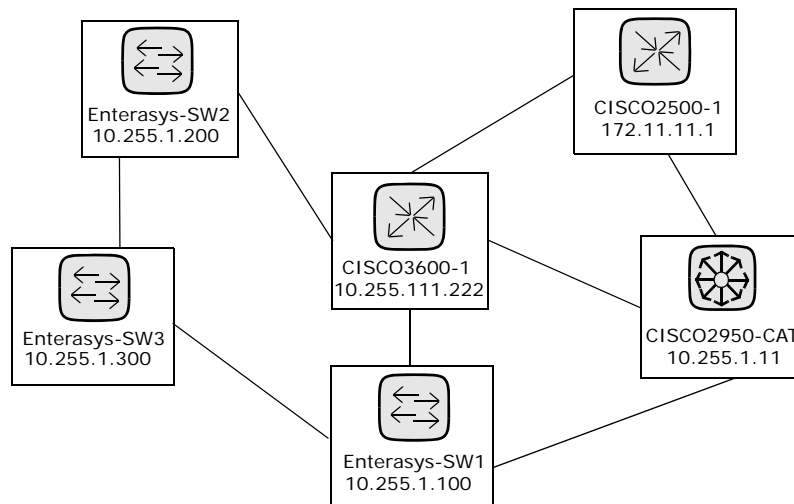 Enterasys-SW2
10.255.1.200
CISCO2500-1
172.11.11.1
CISCO3600-1
10.255.111.222
Enterasys-SW3
10.255.1.300
CISCO2950-CAT
10.255.1.11
Enterasys-SW1
10.255.1.100